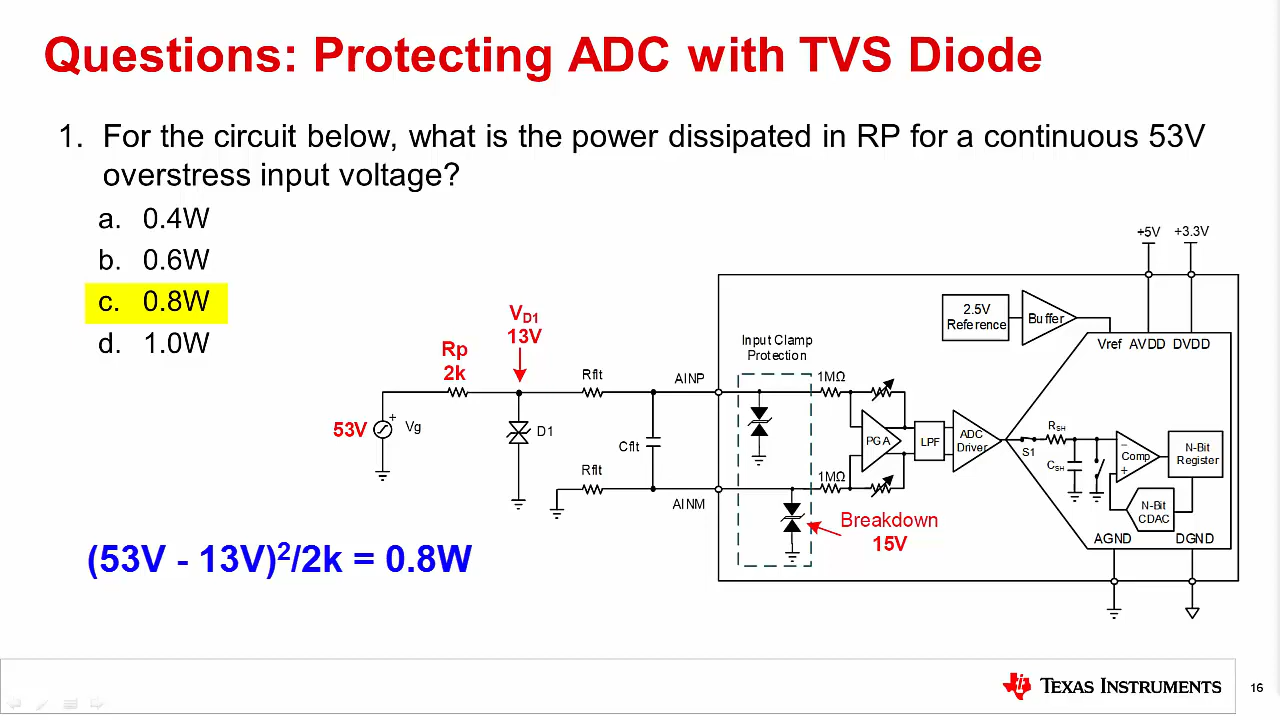 Questions: Protecting ADC with TVS Diode
1. For the circuit below, what is the power dissipated in RP for a continuous 53V
overstress input voltage?
a. 0.4W
b. 0.6W
c. 0.8W
d. 1.0W
+5V +3.3V
2.5V
Reference
Buffer
Vref AVDD DVDD
VD1
13V
Input Clamp
Protection
Rp
2k
Rflt
AINP
1MΩ
53V
+
Vg
D1
Cflt
PGA
LPF
ADC
Driver
S1
RSH
CSH
−
Comp
+
N-Bit
Register
Rflt
1MΩ
AINM
N-Bit
CDAC
Breakdown
15V
AGND DGND
(53V - 13V)²/2k = 0.8W
TEXAS INSTRUMENTS
16